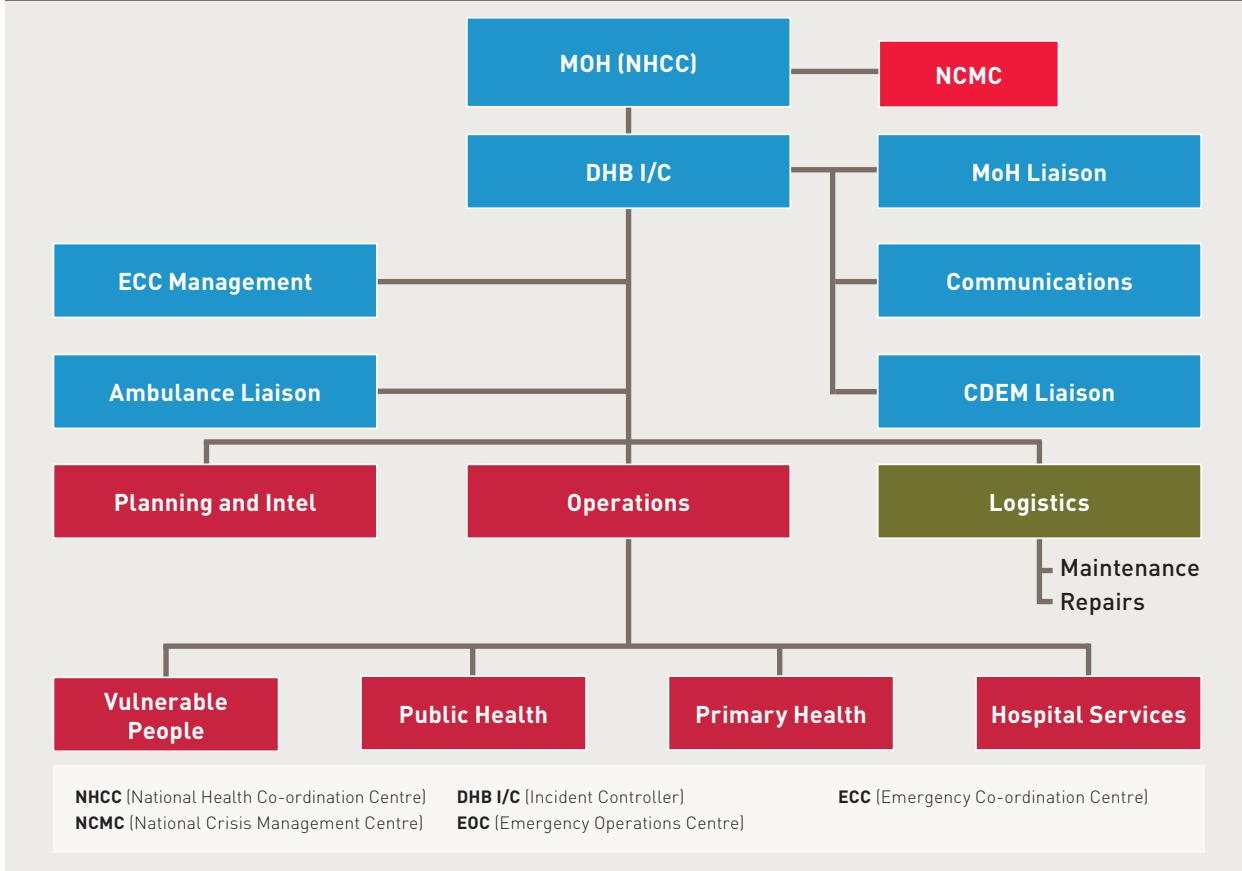 MOH (NHCC)
NCMC
DHB I/C
MoH Liaison
ECC Management
Communications
Ambulance Liaison
CDEM Liaison
Planning and Intel
Operations
Logistics
Maintenance
Repairs
Vulnerable
People
Public Health
Primary Health
Hospital Services
NHCC (National Health Co-ordination Centre)
DHB I/C (Incident Controller)
ECC (Emergency Co-ordination Centre)
NCMC (National Crisis Management Centre)
EOC (Emergency Operations Centre)